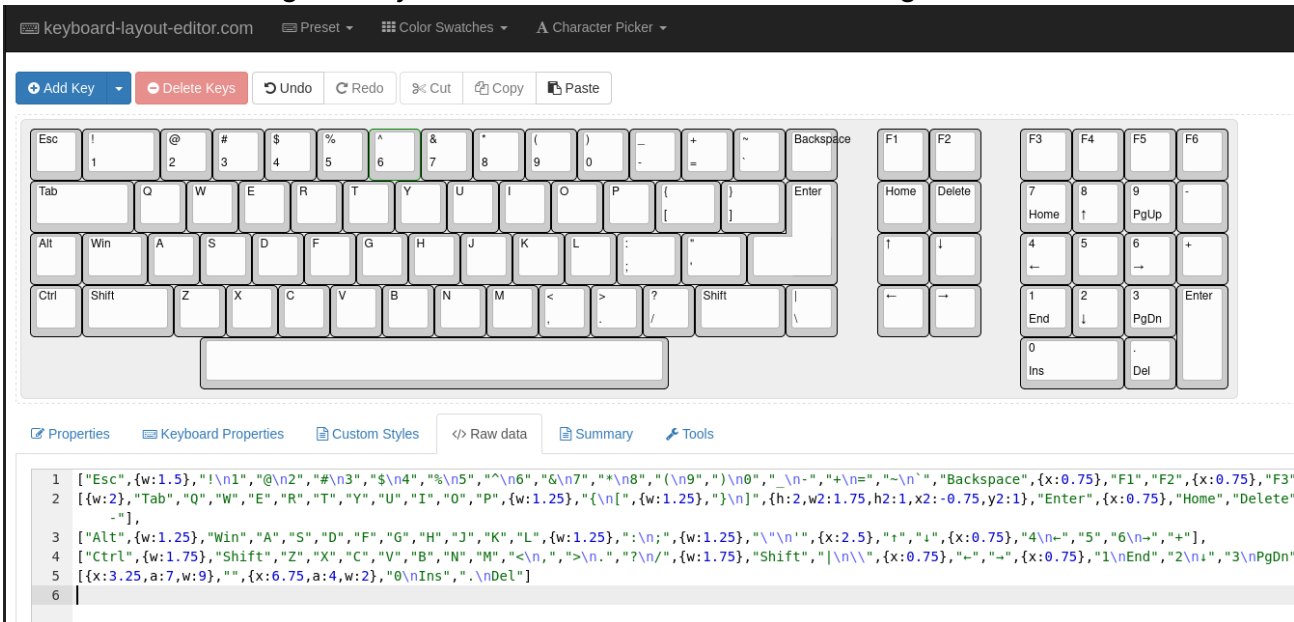 keyboard-layout-editor.com Preset Color Swatches A Character Picker
Add Key Delete Keys Undo Redo Cut Copy Paste
Esc ! @ # $ % ^ & * ( ) _ + ~ Backspace F1 F2 F3 F4 F5 F6
1 2 3 4 5 6 7 8 9 0 - = `
Tab Q W E R T Y U I O P { } Enter Home Delete 7 8 9 -
[ ] Home ↑ PgUp
Alt Win A S D F G H J K L : " ↑ ↓ 4 5 6 +
; ' ← →
Ctrl Shift Z X C V B N M < > ? Shift | ← → 1 2 3 Enter
, . / \ End ↓ PgDn
0 .
Ins Del
Properties Keyboard Properties Custom Styles </> Raw data Summary Tools
1 ["Esc",{w:1.5},"!\n1","@\n2","#\n3","$\n4","%\n5","^\n6","&\n7","*\n8","(\n9",")\n0","_\n-","+\n=","~\n`","Backspace",{x:0.75},"F1","F2",{x:0.75},"F3"
2 [{w:2},"Tab","Q","W","E","R","T","Y","U","I","O","P",{w:1.25},"{\n[",{w:1.25},"}\n]",{h:2,w2:1.75,h2:1,x2:-0.75,y2:1},"Enter",{x:0.75},"Home","Delete"
-"],
3 ["Alt",{w:1.25},"Win","A","S","D","F","G","H","J","K","L",{w:1.25},":\n;",{w:1.25},"\"\n'",{x:2.5},"↑","↓",{x:0.75},"4\n←","5","6\n→","+"],
4 ["Ctrl",{w:1.75},"Shift","Z","X","C","V","B","N","M","<\n,",">\n.","?\n/",{w:1.75},"Shift","|\n\\",{x:0.75},"←","→",{x:0.75},"1\nEnd","2\n↓","3\nPgDn"
5 [{x:3.25,a:7,w:9},"",{x:6.75,a:4,w:2},"0\nIns",".\nDel"]
6